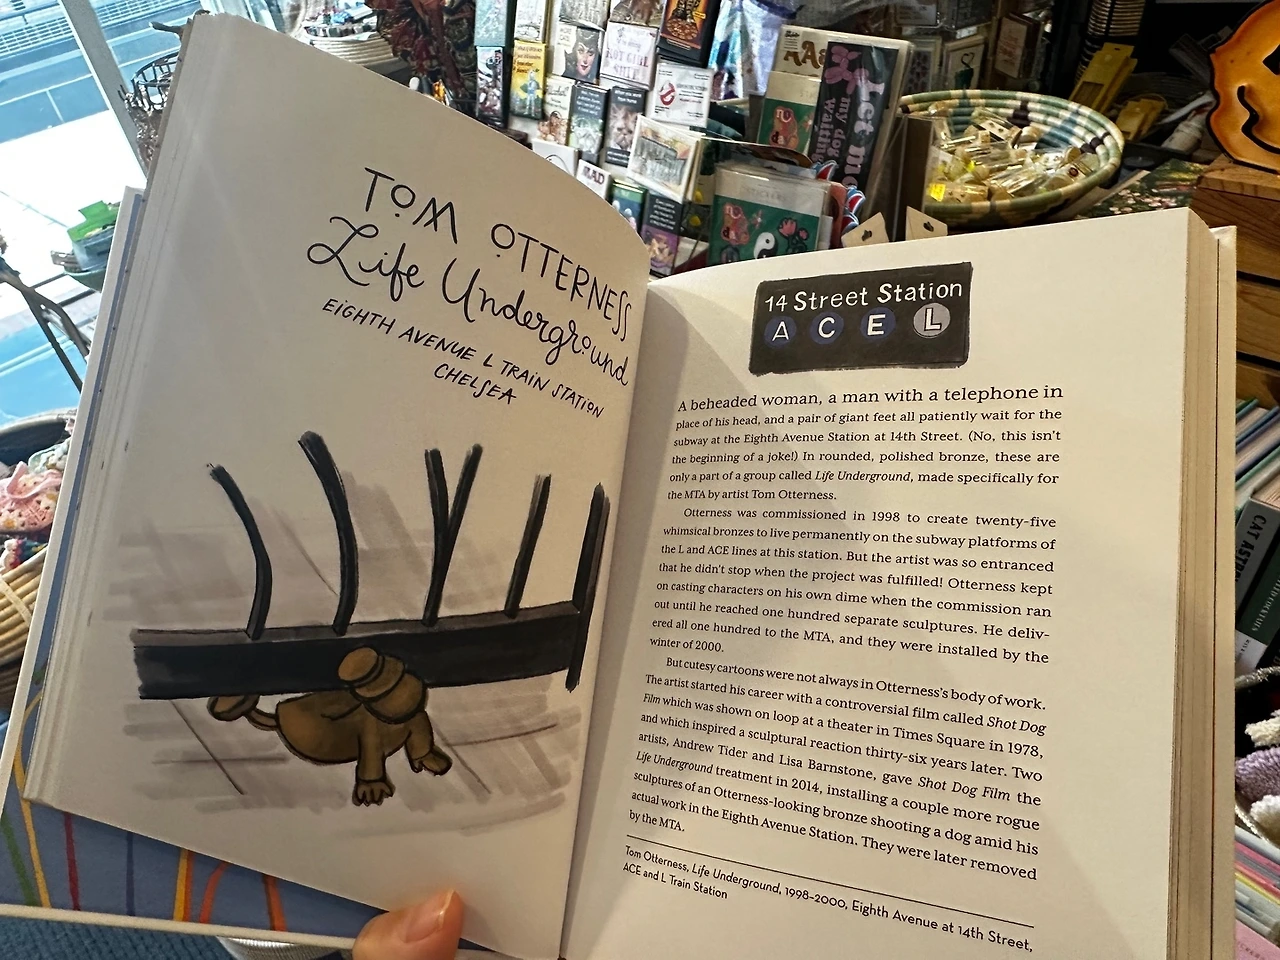 TOM OTTERNESS
Life Underground
EIGHTH AVENUE L TRAIN STATION
CHELSEA
14 Street Station
A C E L
A beheaded woman, a man with a telephone in
place of his head, and a pair of giant feet all patiently wait for the
subway at the Eighth Avenue Station at 14th Street. (No, this isn't
the beginning of a joke!) In rounded, polished bronze, these are
only a part of a group called Life Underground, made specifically for
the MTA by artist Tom Otterness.
Otterness was commissioned in 1998 to create twenty-five
whimsical bronzes to live permanently on the subway platforms of
the L and ACE lines at this station. But the artist was so entranced
that he didn't stop when the project was fulfilled! Otterness kept
on casting characters on his own dime when the commission ran
out until he reached one hundred separate sculptures. He deliv-
ered all one hundred to the MTA, and they were installed by the
winter of 2000.
But cutesy cartoons were not always in Otterness's body of work.
The artist started his career with a controversial film called Shot Dog
Film which was shown on loop at a theater in Times Square in 1978,
and which inspired a sculptural reaction thirty-six years later. Two
artists, Andrew Tider and Lisa Barnstone, gave Shot Dog Film the
Life Underground treatment in 2014, installing a couple more rogue
sculptures of an Otterness-looking bronze shooting a dog amid his
actual work in the Eighth Avenue Station. They were later removed
by the MTA.
Tom Otterness, Life Underground, 1998–2000, Eighth Avenue at 14th Street,
ACE and L Train Station
Let me
my dog
waiting
STICKER
CAT